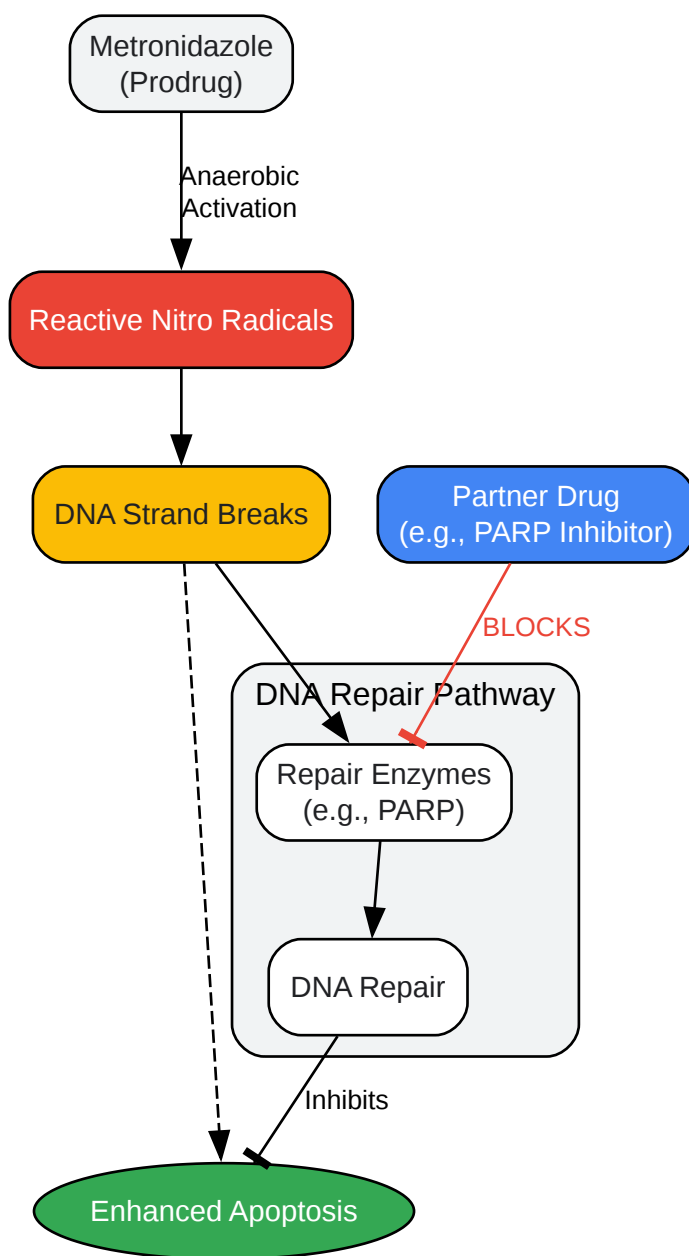 Metronidazole
(Prodrug)
Anaerobic
Activation
Reactive Nitro Radicals
DNA Strand Breaks
Partner Drug
(e.g., PARP Inhibitor)
BLOCKS
DNA Repair Pathway
Repair Enzymes
(e.g., PARP)
DNA Repair
Inhibits
Enhanced Apoptosis